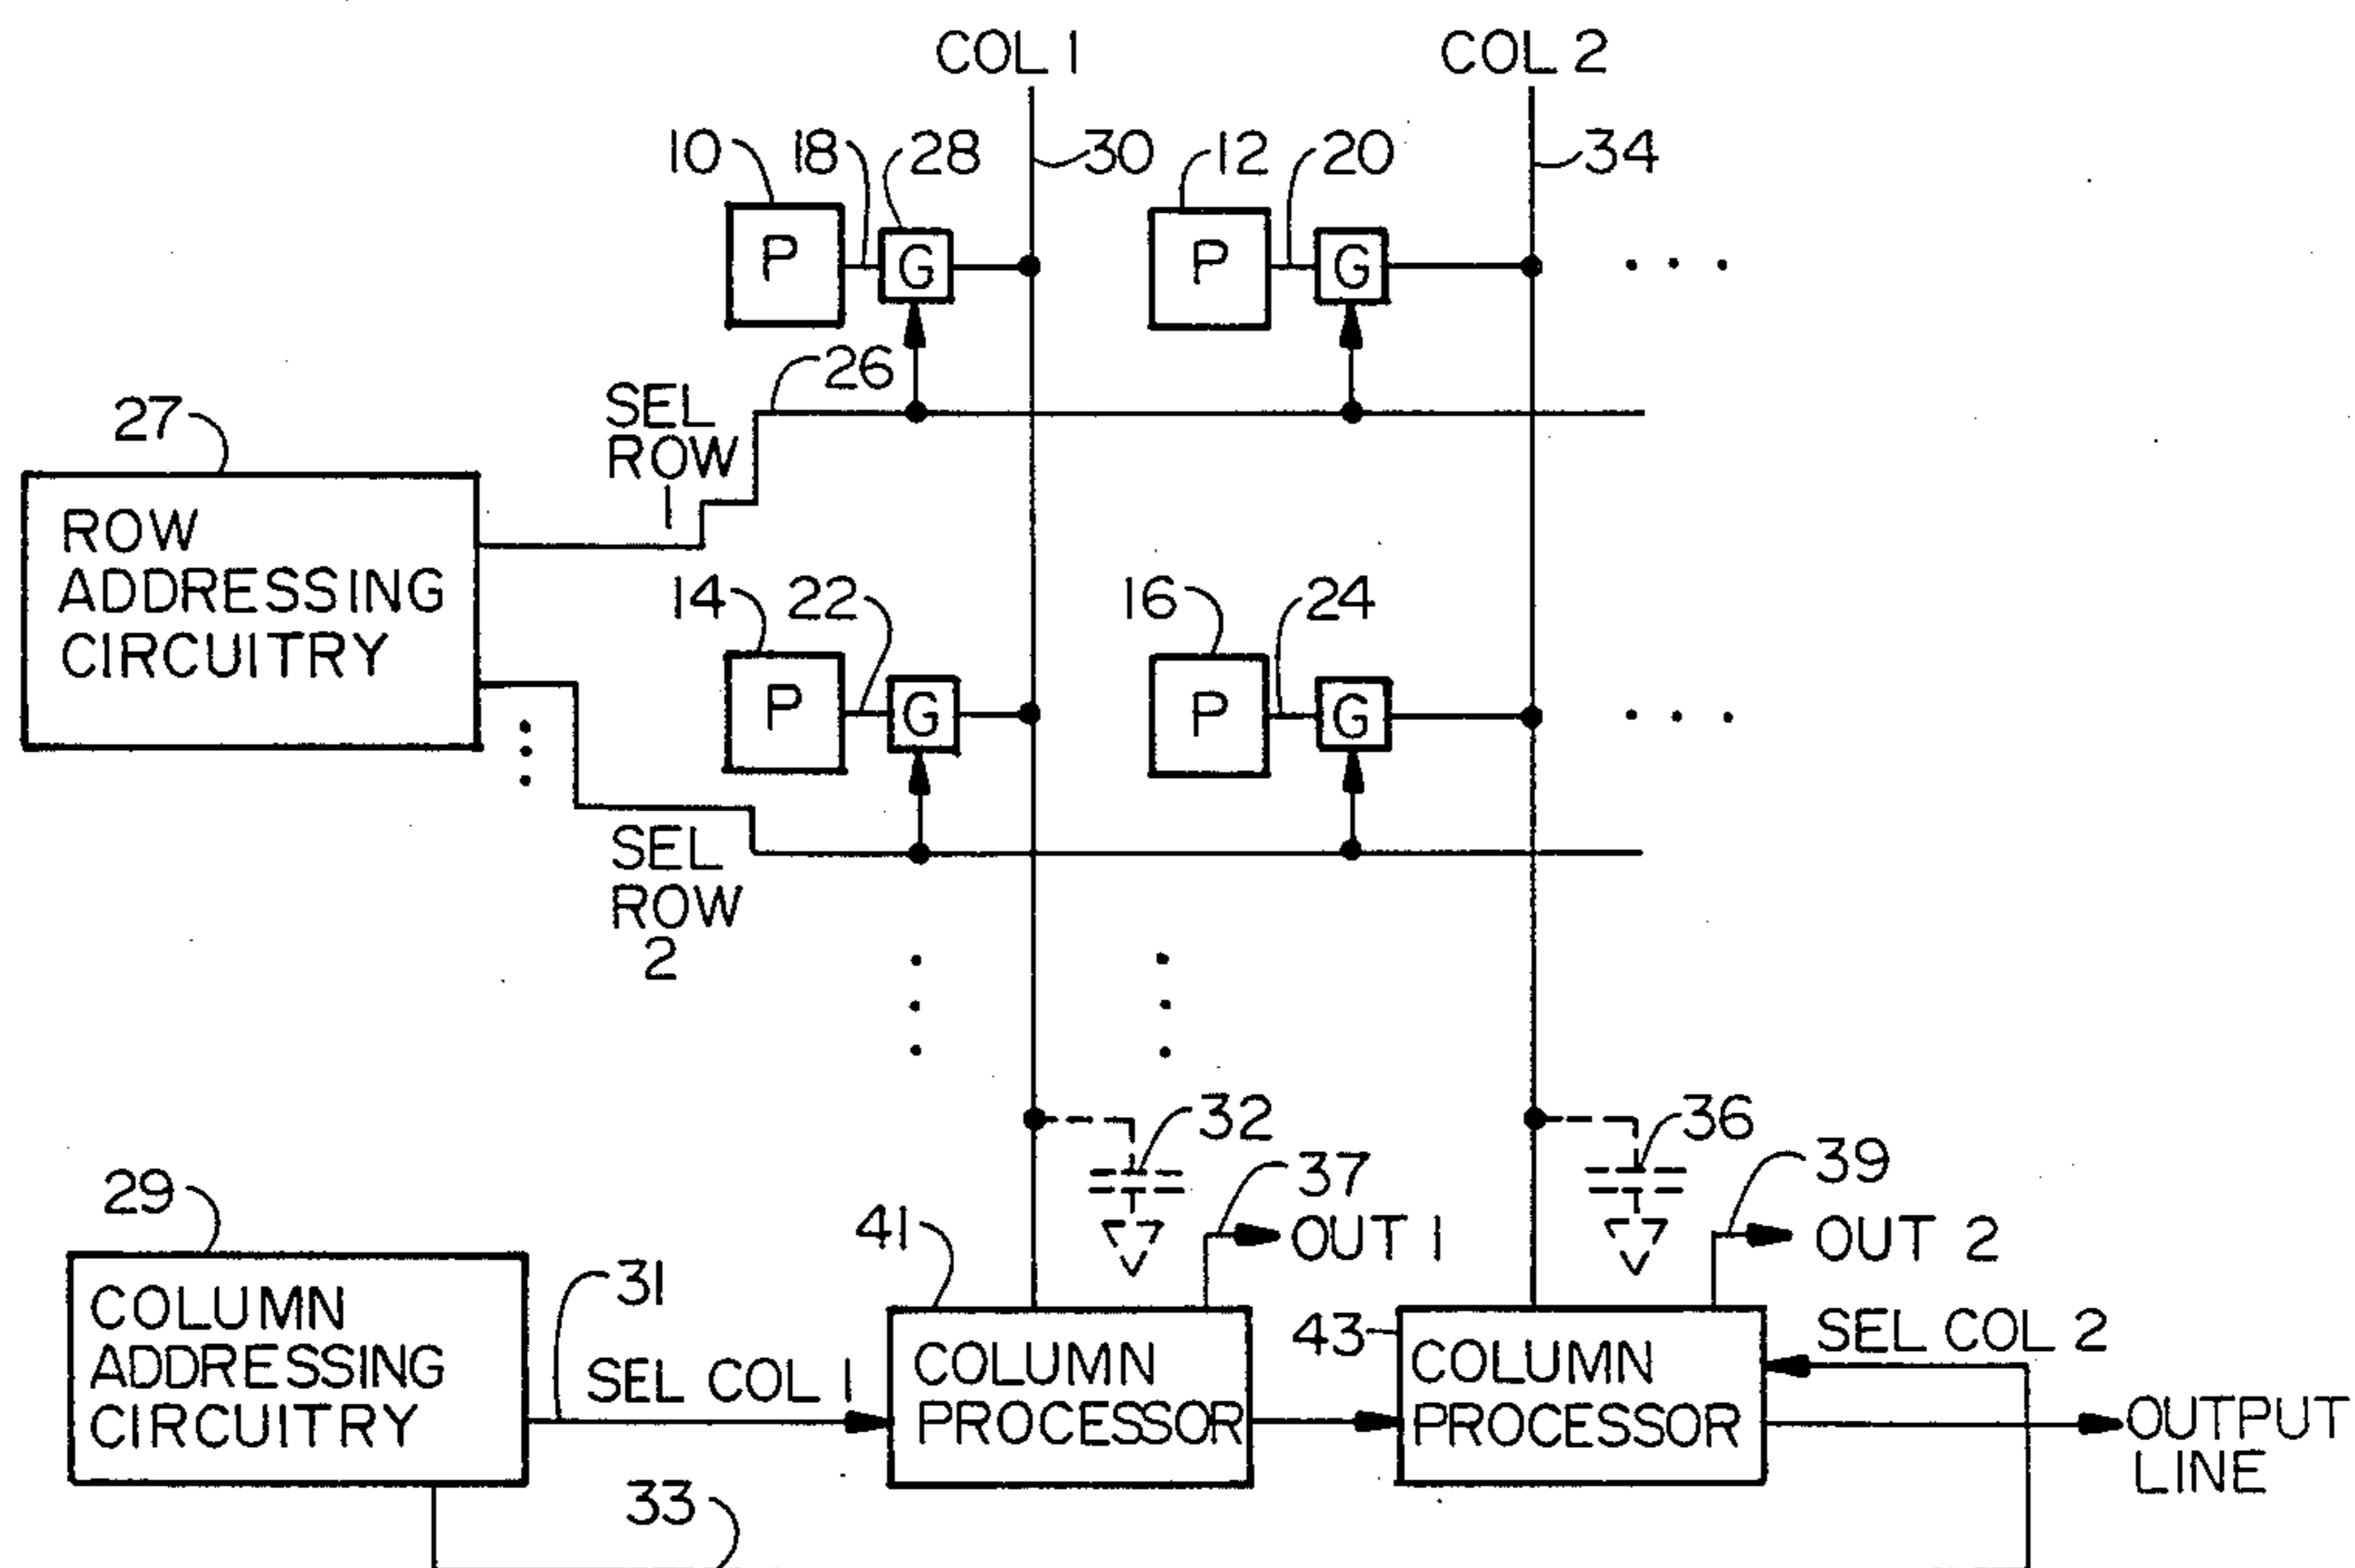 COL 1
COL 2
10
18
28
30
12
20
34
P
G
P
G
26
SEL
ROW
1
27
ROW
ADDRESSING
CIRCUITRY
14
22
16
24
P
G
P
G
SEL
ROW
2
32
36
37
39
29
41
OUT 1
OUT 2
31
43
COLUMN
ADDRESSING
CIRCUITRY
SEL COL 1
COLUMN
PROCESSOR
COLUMN
PROCESSOR
SEL COL 2
OUTPUT
LINE
33